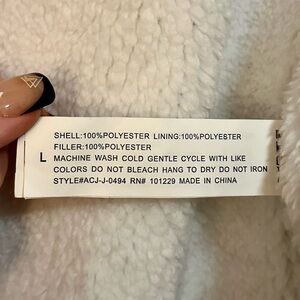 SHELL:100%POLYESTER LINING:100%POLYESTER
FILLER:100%POLYESTER
L MACHINE WASH COLD GENTLE CYCLE WITH LIKE
COLORS DO NOT BLEACH HANG TO DRY DO NOT IRON
STYLE#ACJ-J-0494 RN# 101229 MADE IN CHINA